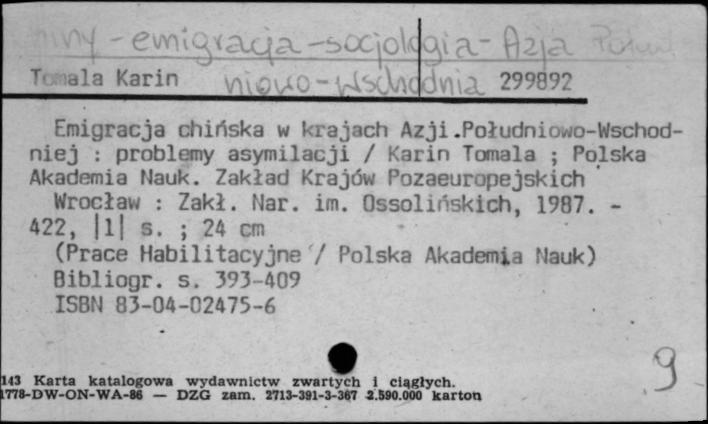 iny - emigracja - socjologia - Azja Połud
niowo-Wschodnia
Tomala Karin 299892
Emigracja chińska w krajach Azji.Południowo-Wschod-
niej : problemy asymilacji / Karin Tomala ; Polska
Akademia Nauk. Zakład Krajów Pozaeuropejskich
Wrocław : Zakł. Nar. im. Ossolińskich, 1987. -
422, |1| s. ; 24 cm
(Prace Habilitacyjne / Polska Akademia Nauk)
Bibliogr. s. 393-409
ISBN 83-04-02475-6
9
143 Karta katalogowa wydawnictw zwartych i ciągłych.
1778-DW-ON-WA-86 — DZG zam. 2713-391-3-367 2.590.000 karton